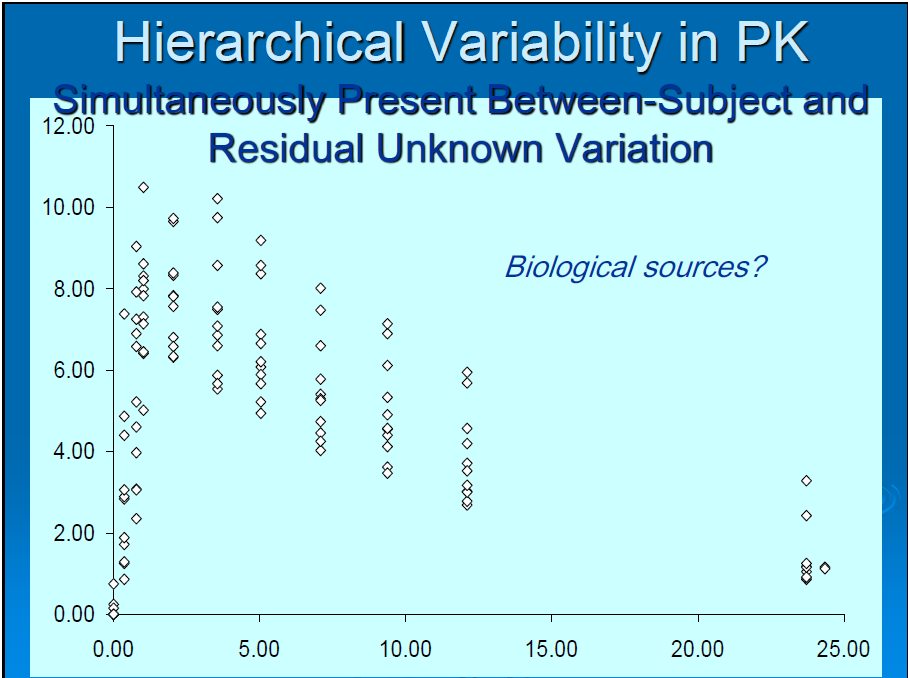 Hierarchical Variability in PK
Simultaneously Present Between-Subject and
Residual Unknown Variation
12.00
10.00
Biological sources?
8.00
6.00
4.00
2.00
0.00
0.00 5.00 10.00 15.00 20.00 25.00